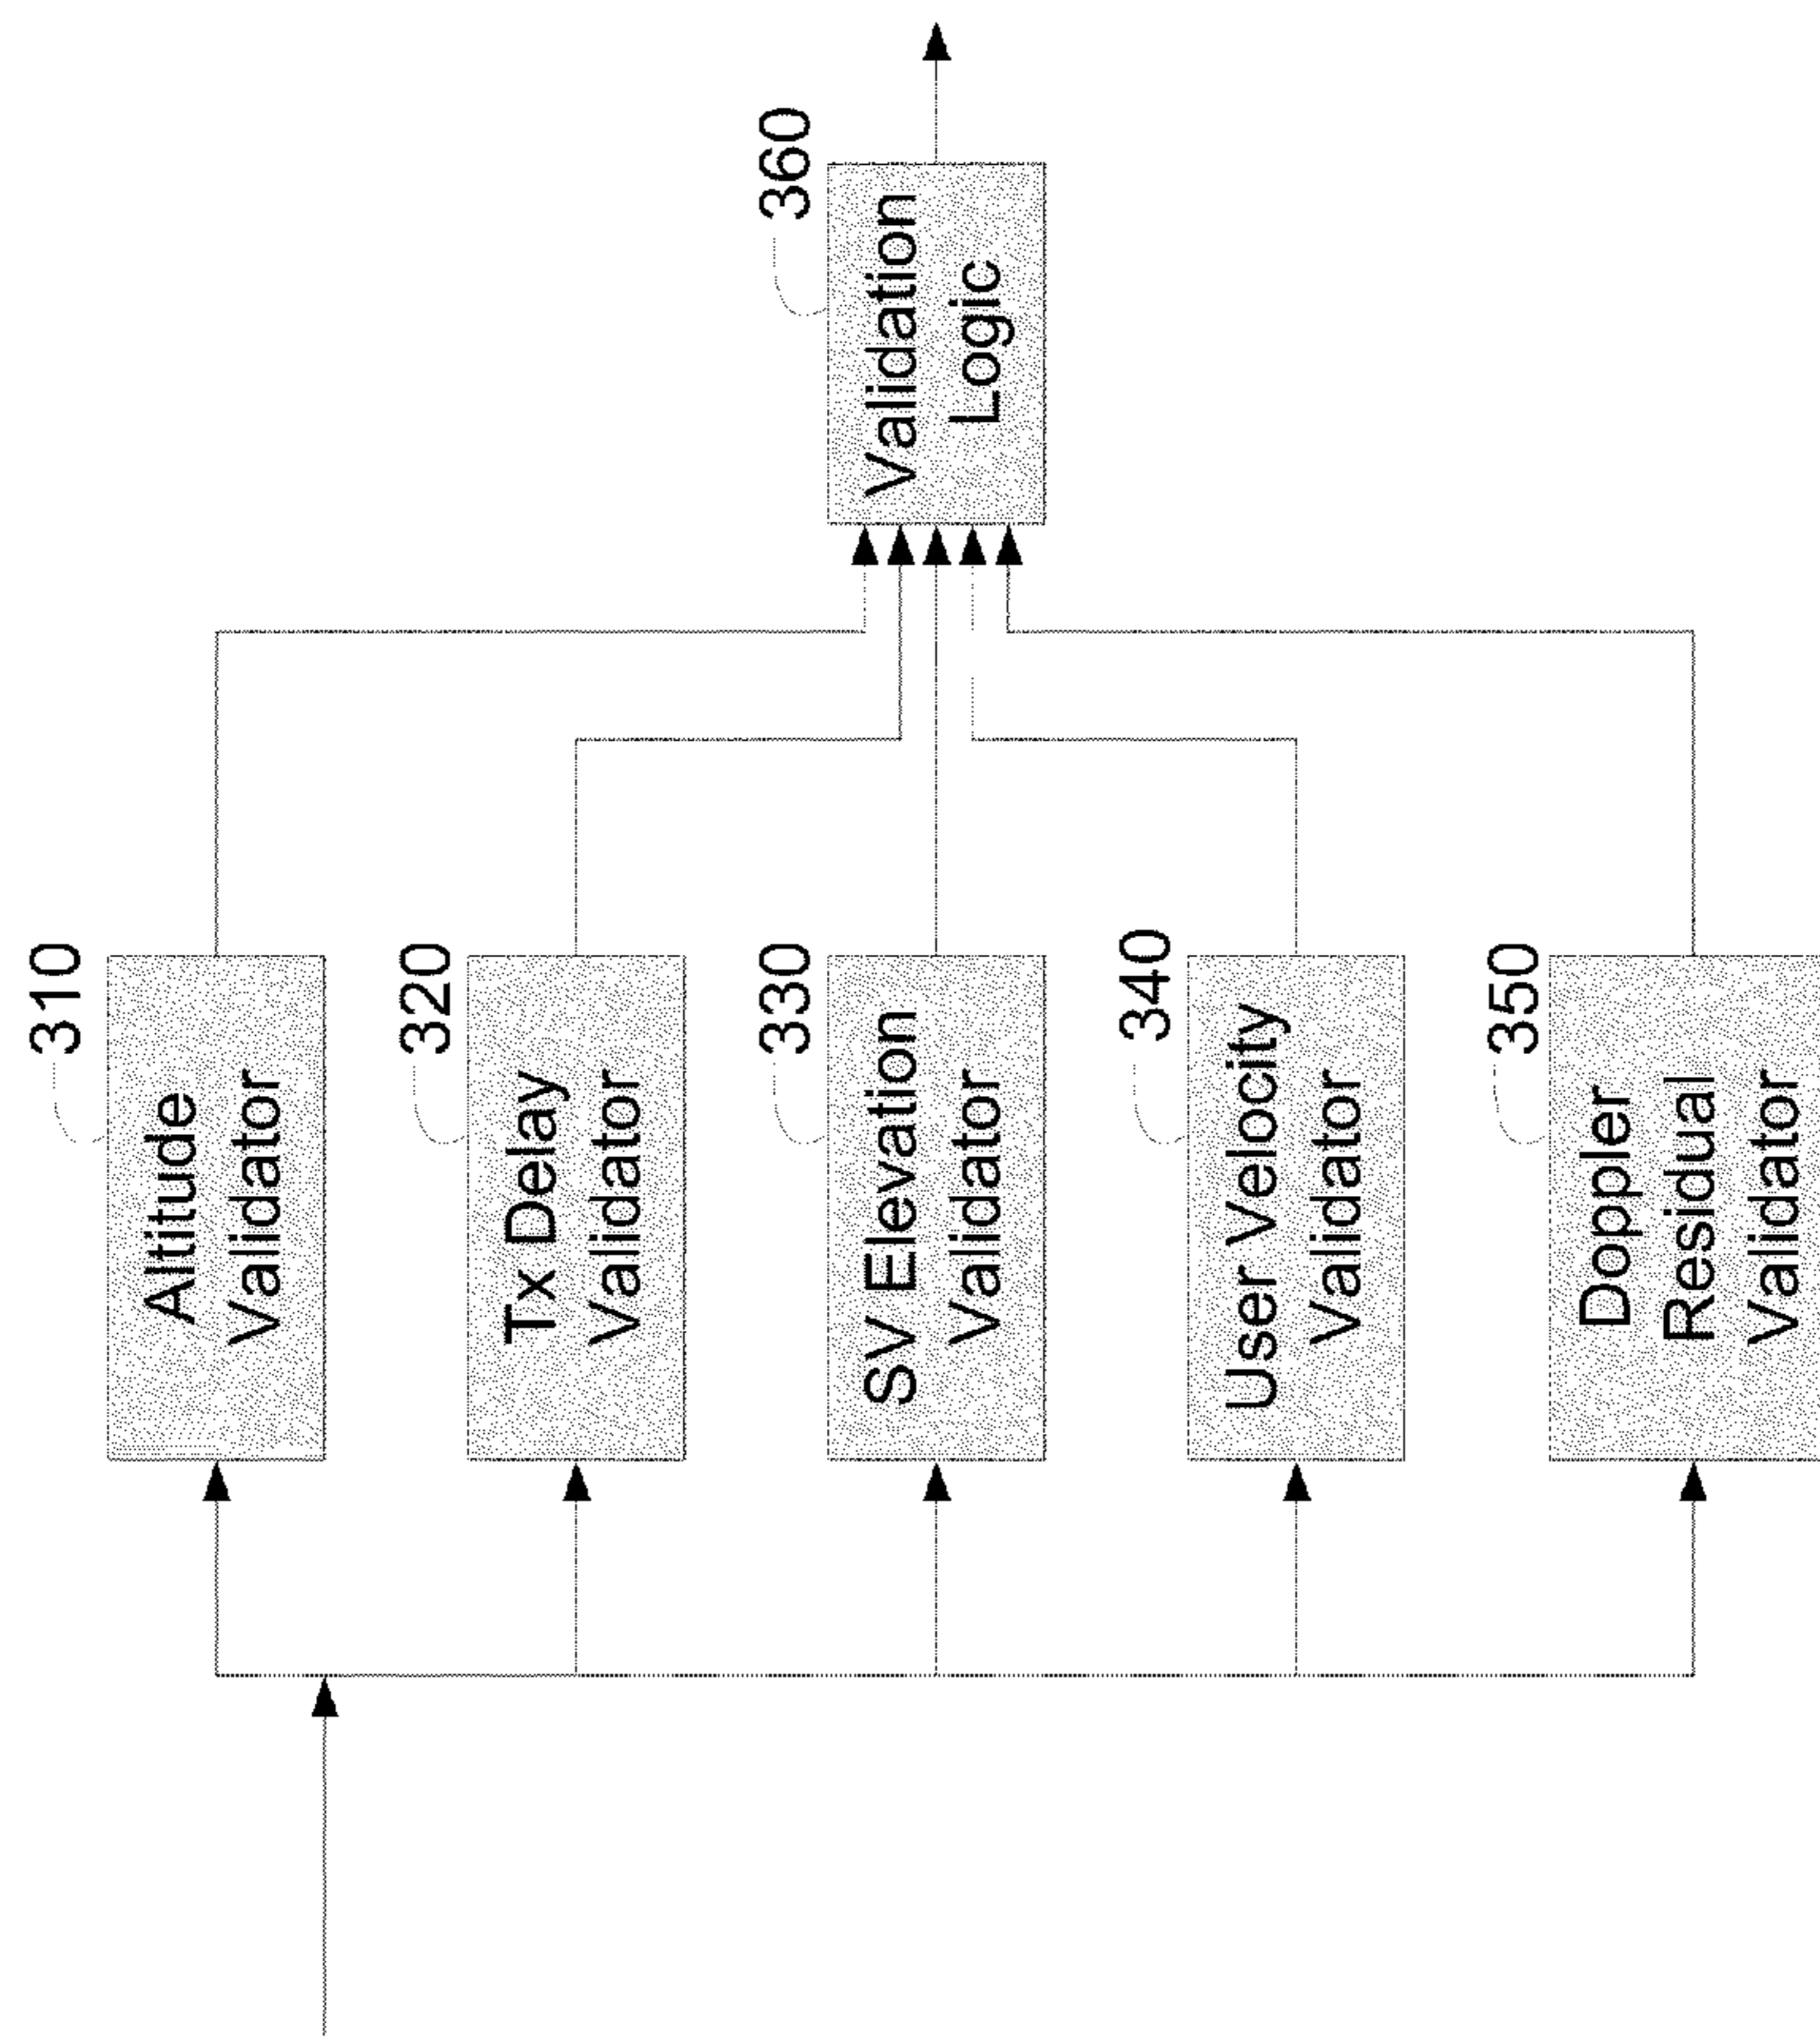 310
Altitude
Validator
320
Tx Delay
Validator
330
SV Elevation
Validator
340
User Velocity
Validator
350
Doppler
Residual
Validator
360
Validation
Logic